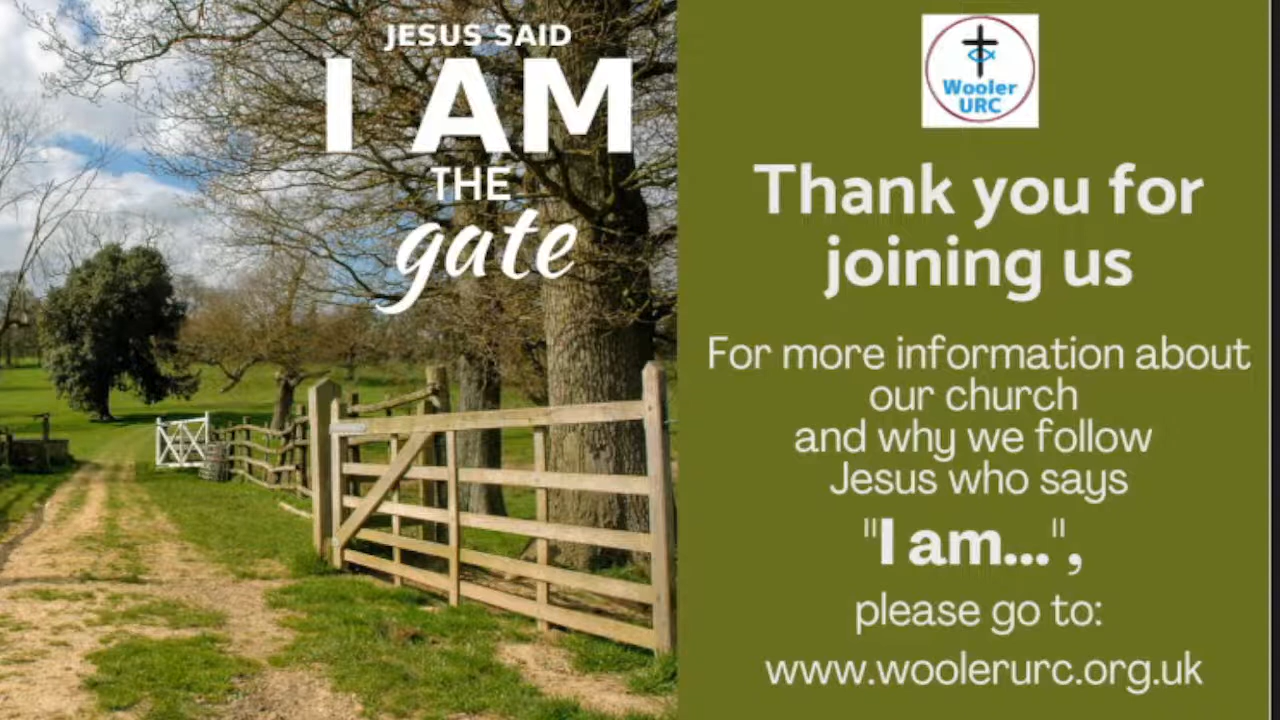 JESUS SAID
I AM
THE
gate
Wooler
URC
Thank you for
joining us
For more information about
our church
and why we follow
Jesus who says
"I am...",
please go to:
www.woolerurc.org.uk